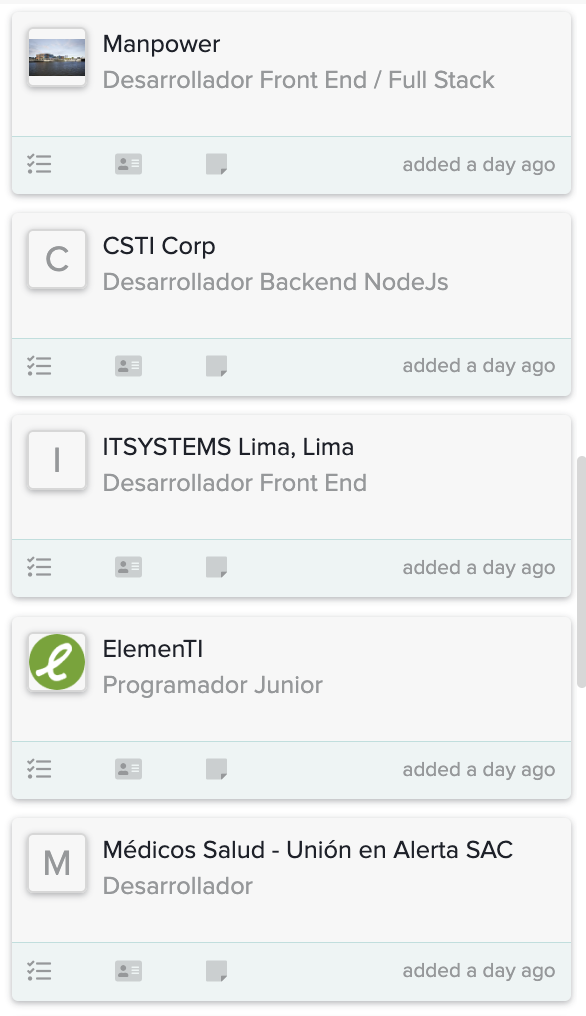 Manpower
Desarrollador Front End / Full Stack
added a day ago
C
CSTI Corp
Desarrollador Backend NodeJs
added a day ago
I
ITSYSTEMS Lima, Lima
Desarrollador Front End
added a day ago
e
ElemenTI
Programador Junior
added a day ago
M
Médicos Salud - Unión en Alerta SAC
Desarrollador
added a day ago